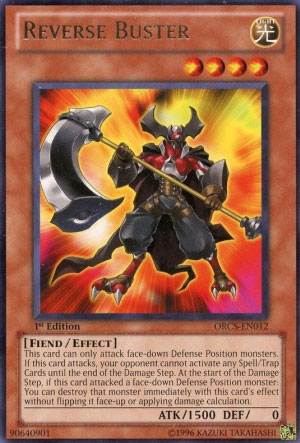 REVERSE BUSTER
LIGHT
光
1st Edition
ORCS-EN012
[FIEND / EFFECT]
This card can only attack face-down Defense Position monsters.
If this card attacks, your opponent cannot activate any Spell/Trap
Cards until the end of the Damage Step. At the start of the Damage
Step, if this card attacked a face-down Defense Position monster:
You can destroy that monster immediately with this card's effect
without flipping it face-up or applying damage calculation.
ATK/1500 DEF/ 0
90640901
©1996 KAZUKI TAKAHASHI